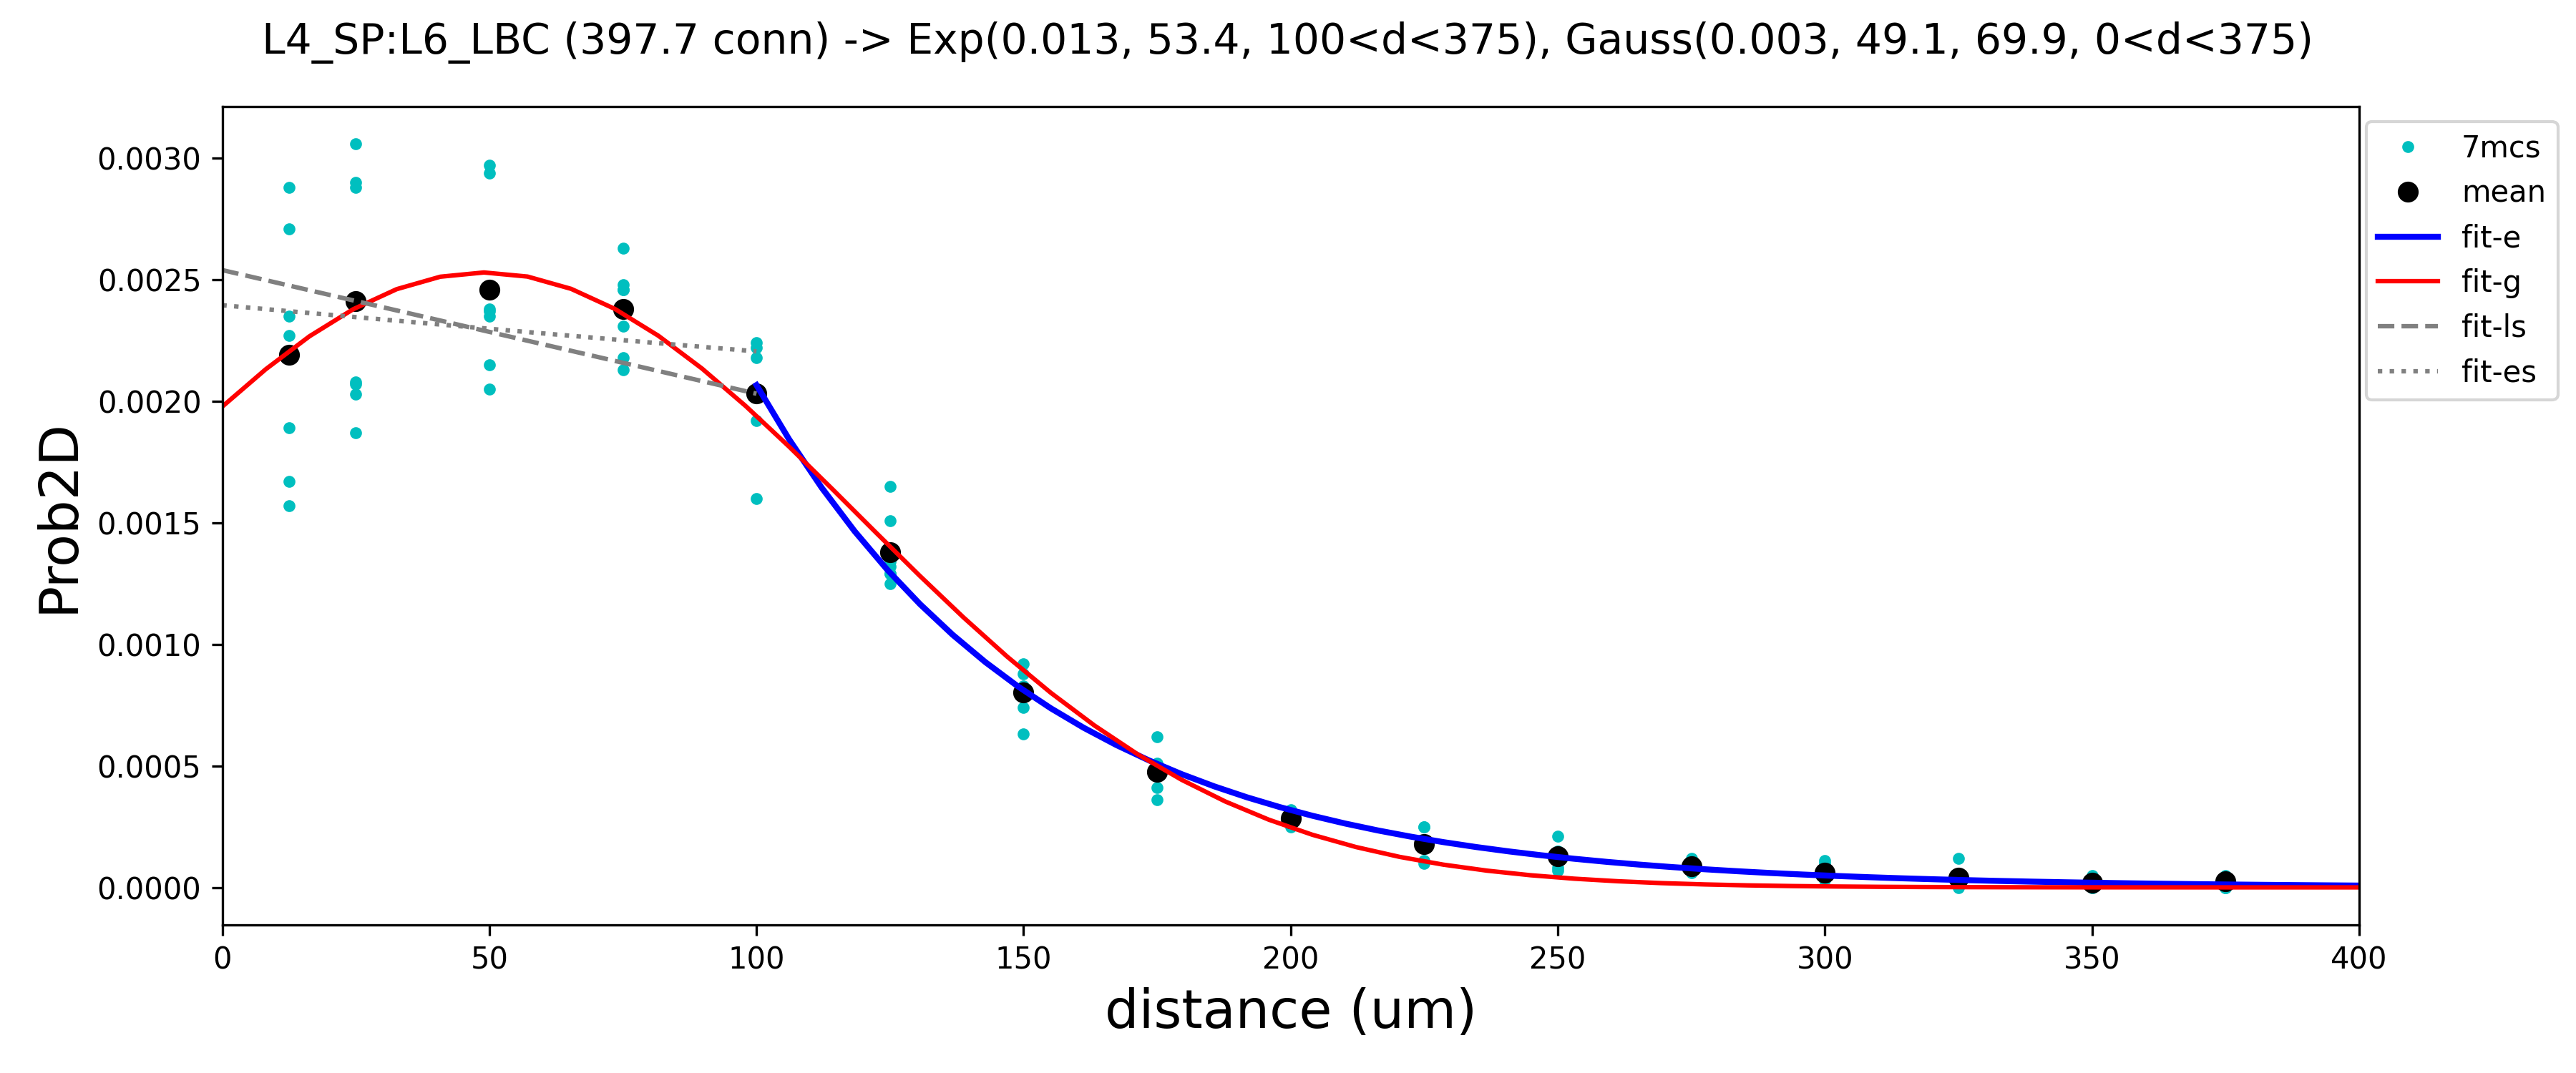 L4_SP:L6_LBC (397.7 conn) -> Exp(0.013, 53.4, 100<d<375), Gauss(0.003, 49.1, 69.9, 0<d<375)
0.0030
0.0025
0.0020
0.0015
0.0010
0.0005
0.0000
Prob2D
0 50 100 150 200 250 300 350 400
distance (um)
7mcs
mean
fit-e
fit-g
fit-ls
fit-es